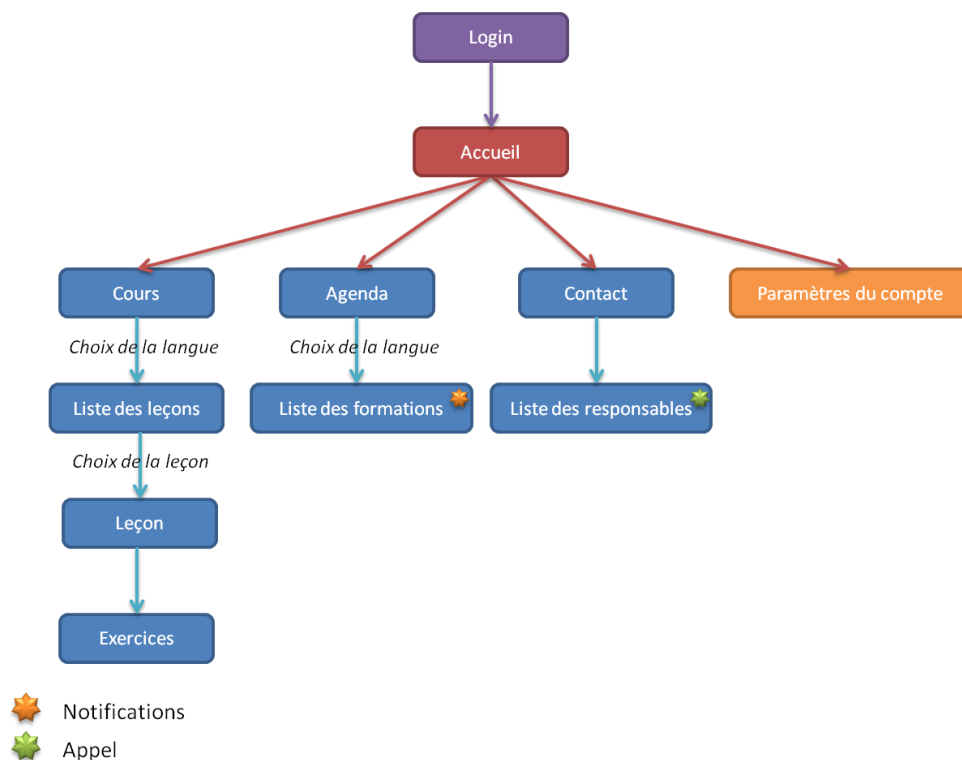 Login
Accueil
Cours
Agenda
Contact
Paramètres du compte
Choix de la langue
Choix de la langue
Liste des leçons
Liste des formations
Liste des responsables
Choix de la leçon
Leçon
Exercices
Notifications
Appel